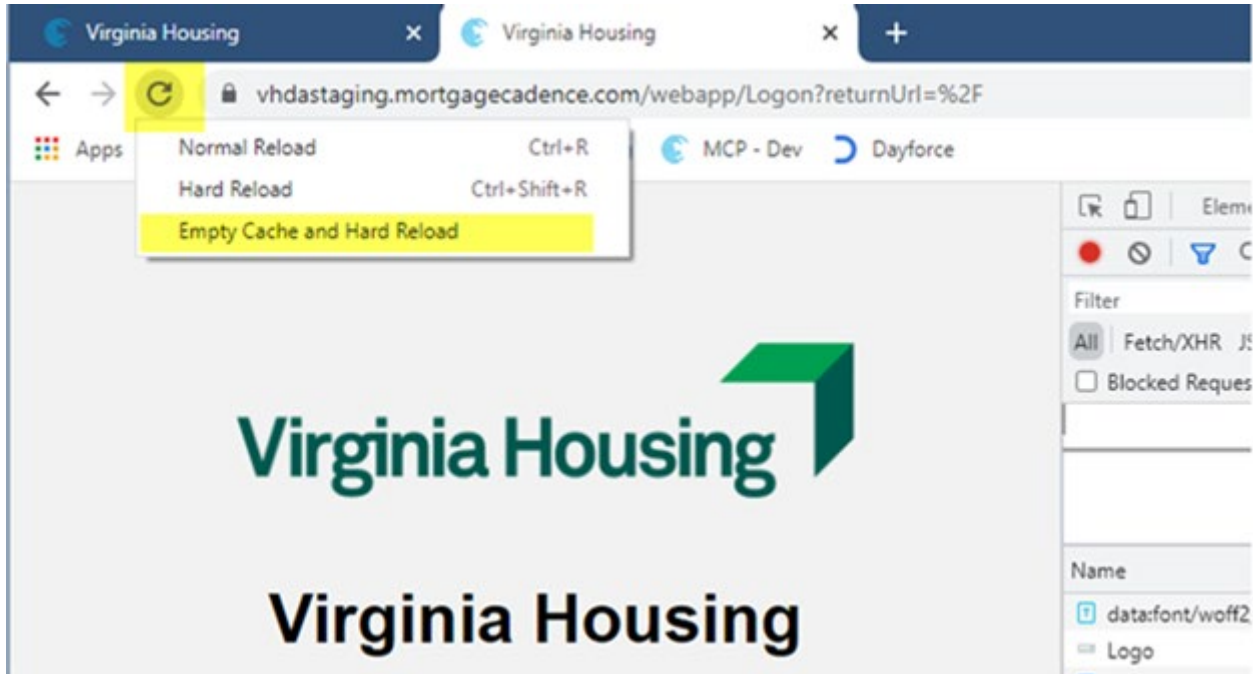 Virginia Housing
Virginia Housing
vhdastaging.mortgagecadence.com/webapp/Logon?returnUrl=%2F
Apps
MCP - Dev
Dayforce
Normal Reload Ctrl+R
Hard Reload Ctrl+Shift+R
Empty Cache and Hard Reload
Virginia Housing
Virginia Housing
Filter
All Fetch/XHR
Blocked
Name
data:font/woff2
Logo